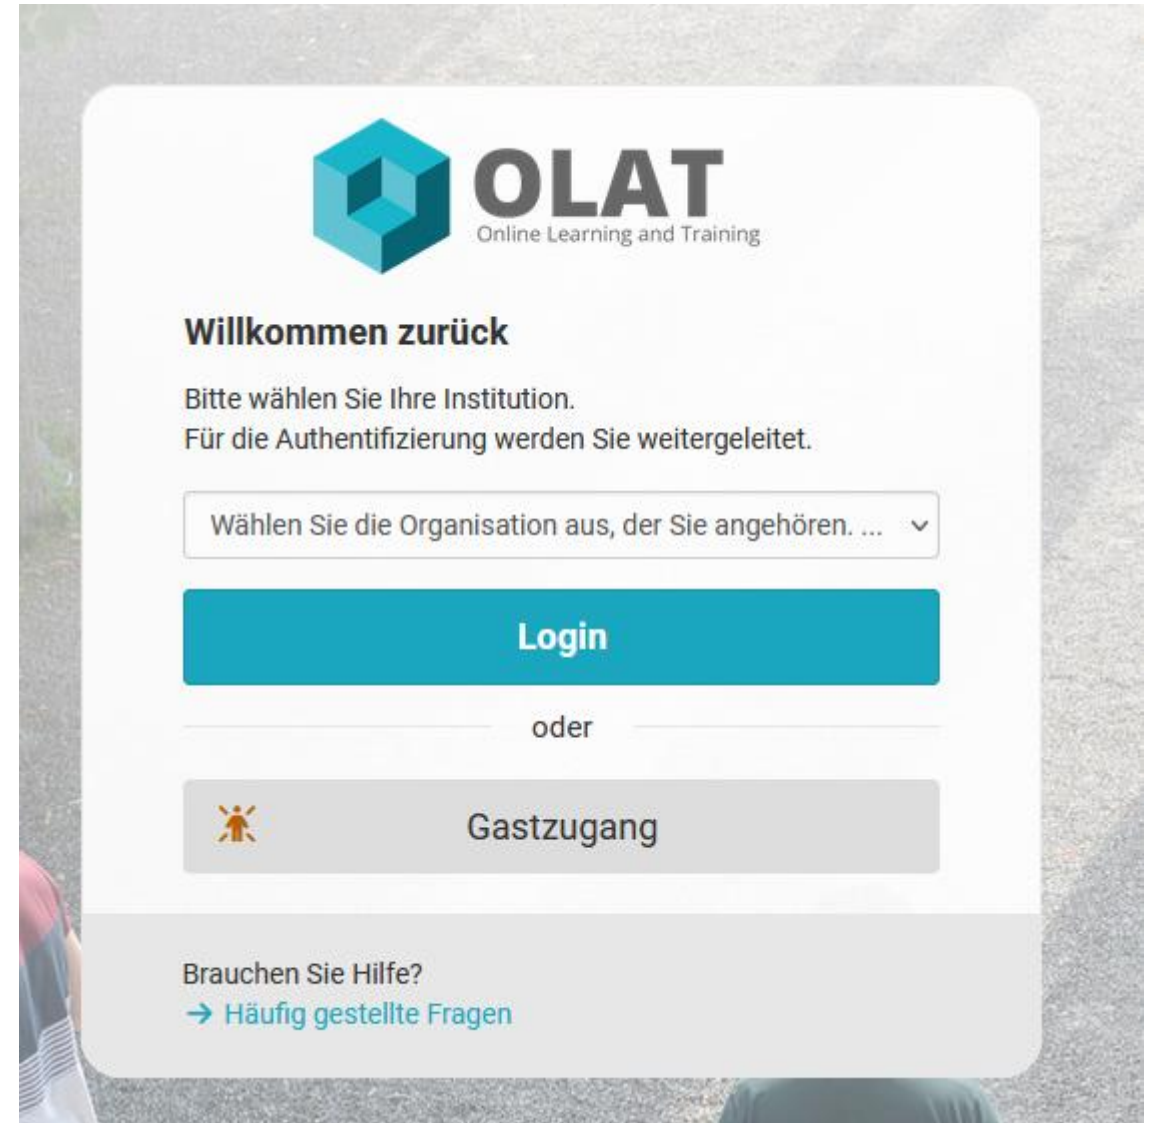 OLAT
Online Learning and Training
Willkommen zurück
Bitte wählen Sie Ihre Institution.
Für die Authentifizierung werden Sie weitergeleitet.
Wählen Sie die Organisation aus, der Sie angehören. ...
Login
oder
Gastzugang
Brauchen Sie Hilfe?
→ Häufig gestellte Fragen